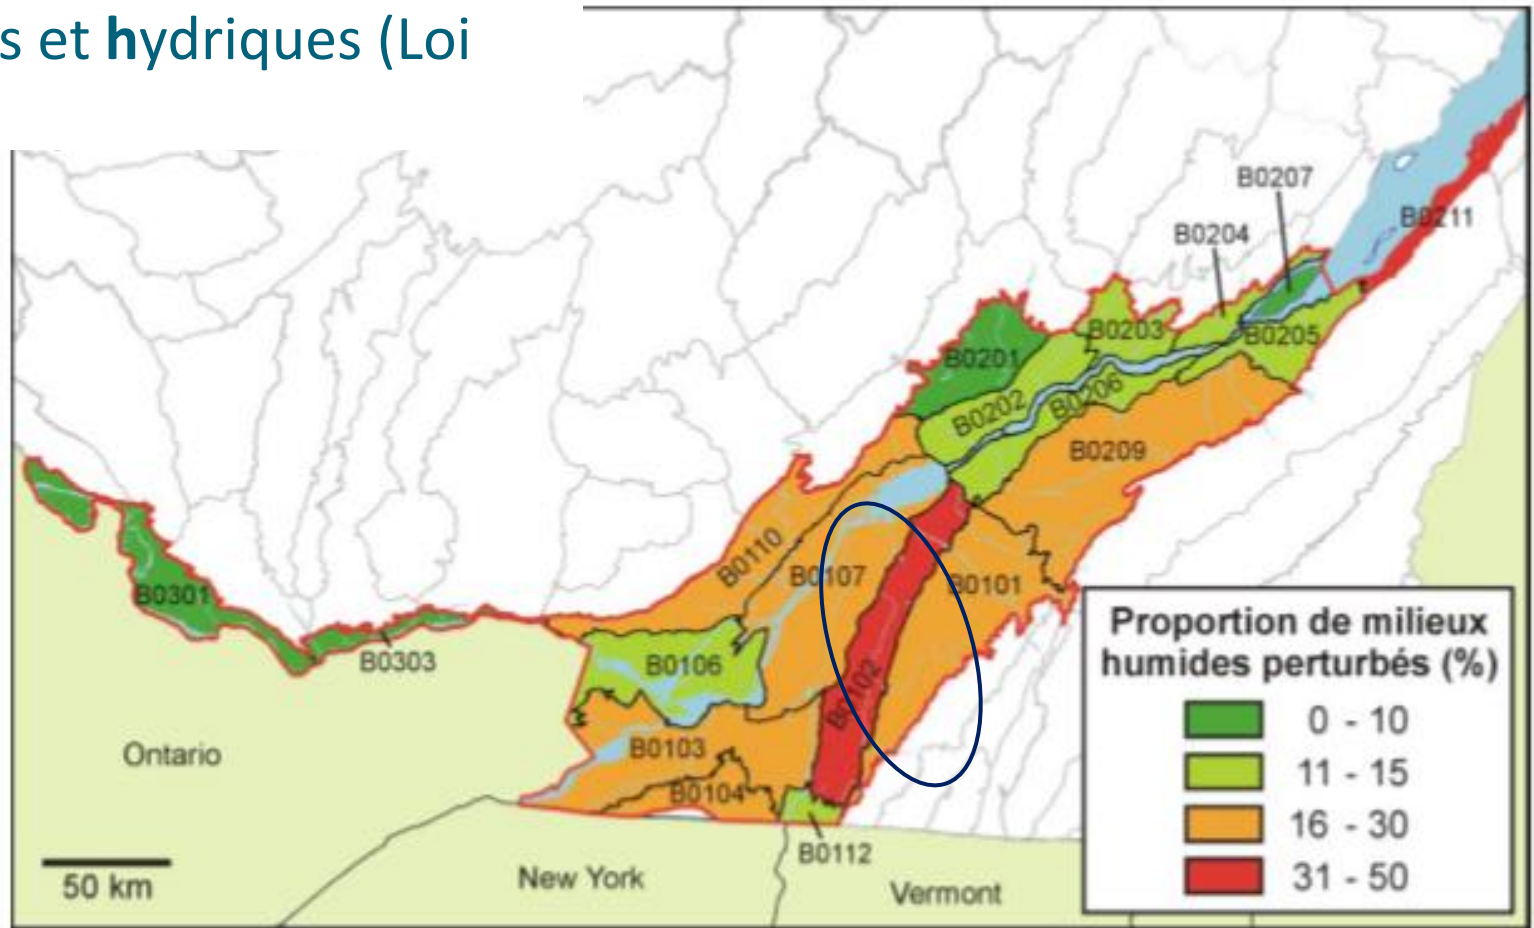 s et hydriques (Loi
B0207
B0211
B0204
B0203
B0205
B0201
B0202
B0206
B0209
B0110
B0107
B0101
B0301
B0303
B0106
B0102
B0103
B0104
B0112
Ontario
New York
Vermont
50 km
Proportion de milieux
humides perturbés (%)
0 - 10
11 - 15
16 - 30
31 - 50